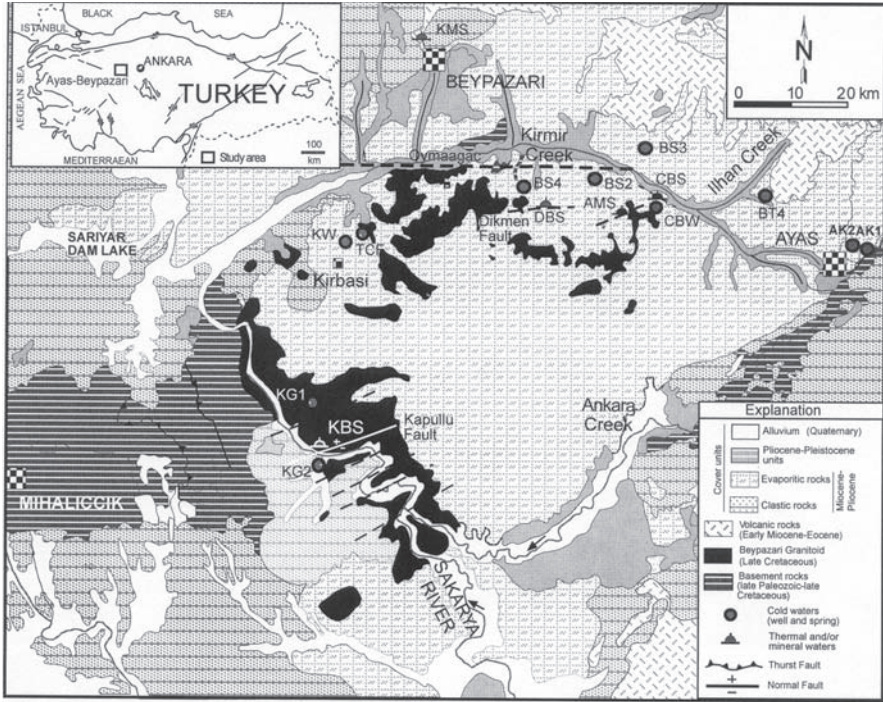 BLACK SEA
ISTANBUL
ANKARA
Ayas-Beypazari
TURKEY
AEGEAN SEA
MEDITERRAEAN
Study area
100
km
KMS
BEYPAZARI
N
0 10 20 km
Kirmir
Creek
Oymaagac
BS3
Ilhan Creek
BS4
BS2
CBS
DBS
AMS
CBW
BT4
Dikmen
Fault
AYAS
AK2
AK1
SARIYAR
DAM LAKE
KW
TCF
Kirbasi
KG1
KBS
Kapullu
Fault
KG2
Ankara
Creek
MIHALICCIK
SAKARYA
RIVER
Explanation
Cover units
Alluvium (Quaternary)
Pliocene-Pleistocene
units
Evaporitic rocks
Clastic rocks
Miocene-
Pliocene
Volcanic rocks
(Early Miocene-Eocene)
Beypazari Granitoid
(Late Cretaceous)
Basement rocks
(late Paleozoic-late
Cretaceous)
Cold waters
(well and spring)
Thermal and/or
mineral waters
Thurst Fault
Normal Fault